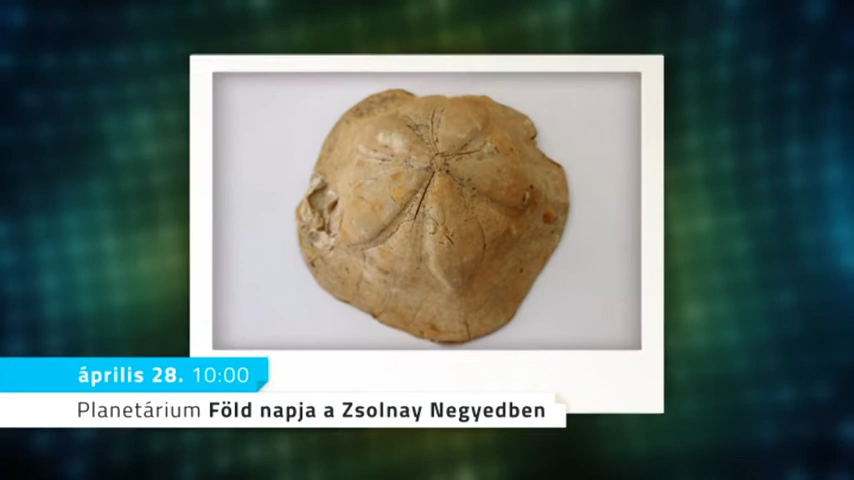 április 28. 10:00
Planetárium Föld napja a Zsolnay Negyedben